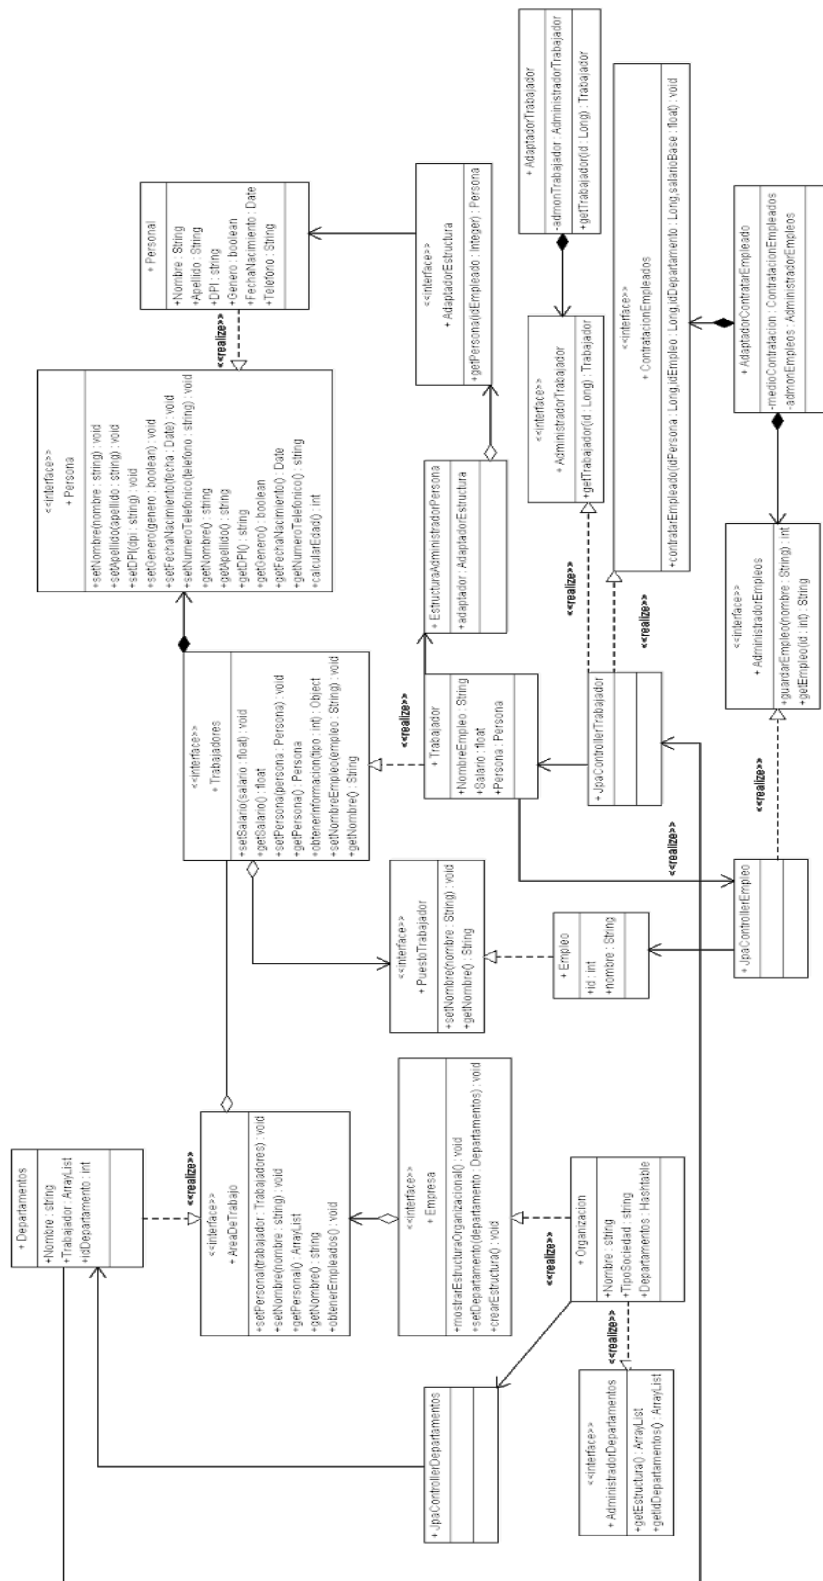 + Departamentos
+Nombre : string
+Trabajador : ArrayList
+idDepartamento : int
<<realize>>
<<interface>>
+ AreaDeTrabajo
+setPersonal(trabajador : Trabajadores) : void
+setNombre(nombre : string) : void
+getPersonal() : ArrayList
+getNombre() : string
+obtenerEmpleados() : void
<<interface>>
+ Empresa
+mostrarEstructuraOrganizacional() : void
+setDepartamento(departamento : Departamentos) : void
+crearEstructura() : void
<<realize>>
+ Organizacion
+Nombre : string
+TipoSociedad : string
+Departamentos : Hashtable
<<realize>>
<<interface>>
+ AdministradorDepartamentos
+getEstructura() : ArrayList
+getIdDepartamentos() : ArrayList
+ JpaControllerDepartamentos
<<interface>>
+ Trabajadores
+setSalario(salario : float) : void
+getSalario() : float
+setPersona(persona : Persona) : void
+getPersona() : Persona
+obtenerInformacion(tipo : int) : Object
+setNombreEmpleo(empleo : String) : void
+getNombre() : String
<<realize>>
<<interface>>
+ PuestoTrabajador
+setNombre(nombre : String) : void
+getNombre() : String
+ Empleo
+id : int
+nombre : String
+ JpaControllerEmpleo
<<realize>>
+ Trabajador
+NombreEmpleo : String
+Salario : float
+Persona : Persona
+ JpaControllerTrabajador
<<realize>>
<<realize>>
<<realize>>
<<interface>>
+ Persona
+setNombre(nombre : string) : void
+setApellido(apellido : string) : void
+setDPI(dpi : string) : void
+setGenero(genero : boolean) : void
+setFechaNacimiento(fecha : Date) : void
+setNumeroTelefonico(telefono : string) : void
+getNombre() : string
+getApellido() : string
+getDPI() : string
+getGenero() : boolean
+getFechaNacimiento() : Date
+getNumeroTelefonico() : string
+calcularEdad() : int
<<realize>>
+ Personal
+Nombre : String
+Apellido : String
+DPI : string
+Genero : boolean
+FechaNacimiento : Date
+Telefono : String
<<interface>>
+ AdaptadorEstructura
+getPersona(idEmpleado : Integer) : Persona
+ EstructuraAdministradorPersona
+adaptador : AdaptadorEstructura
+ AdaptadorTrabajador
-admonTrabajador : AdministradorTrabajador
+getTrabajador(id : Long) : Trabajador
<<interface>>
+ AdministradorTrabajador
+getTrabajador(id : Long) : Trabajador
<<interface>>
+ ContratacionEmpleados
+contratarEmpleado(idPersona : Long,idEmpleo : Long,idDepartamento : Long,salarioBase : float) : void
+ AdaptadorContratarEmpleado
-medioContratacion : ContratacionEmpleados
-admonEmpleos : AdministradorEmpleos
<<interface>>
+ AdministradorEmpleos
+guardarEmpleo(nombre : String) : int
+getEmpleo(id : int) : String